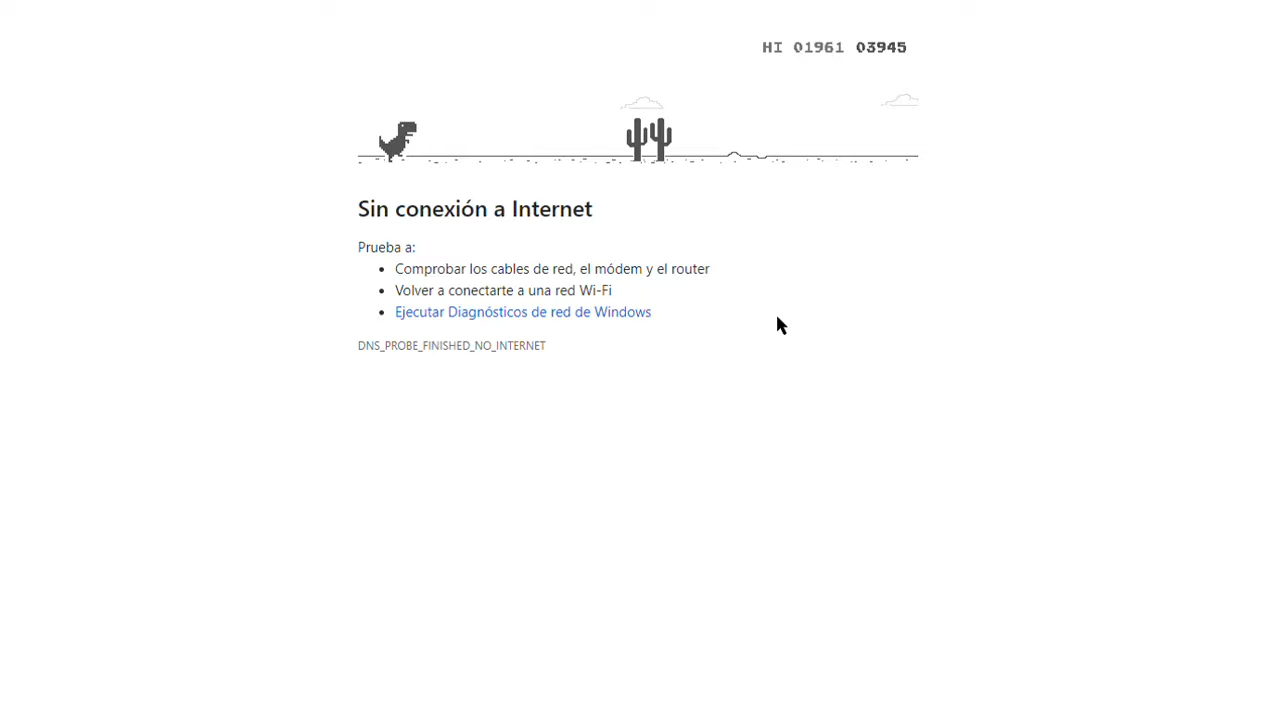 HI 01961 03945
Sin conexión a Internet
Prueba a:
Comprobar los cables de red, el módem y el router
Volver a conectarte a una red Wi-Fi
Ejecutar Diagnósticos de red de Windows
DNS_PROBE_FINISHED_NO_INTERNET